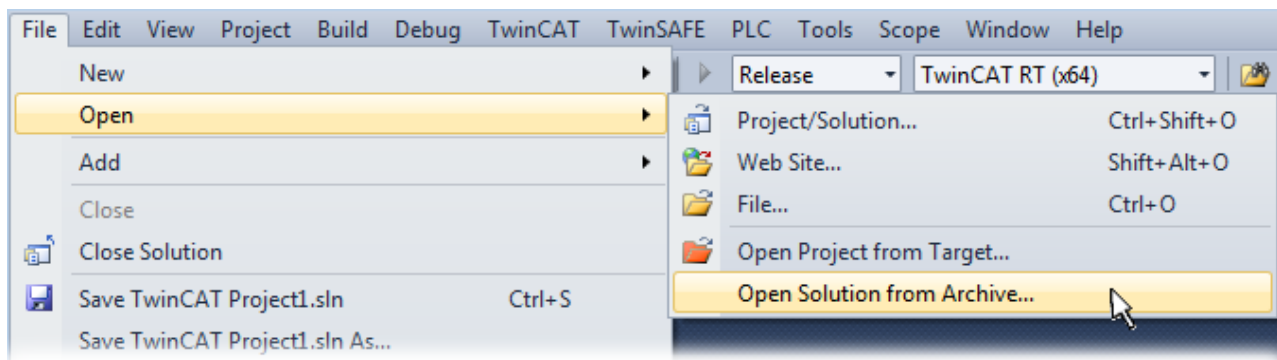 File Edit View Project Build Debug TwinCAT TwinSAFE PLC Tools Scope Window Help
New
Release TwinCAT RT (x64)
Open
Add
Close
Close Solution
Save TwinCAT Project1.sln Ctrl+S
Save TwinCAT Project1.sln As...
Project/Solution... Ctrl+Shift+O
Web Site... Shift+Alt+O
File... Ctrl+O
Open Project from Target...
Open Solution from Archive...